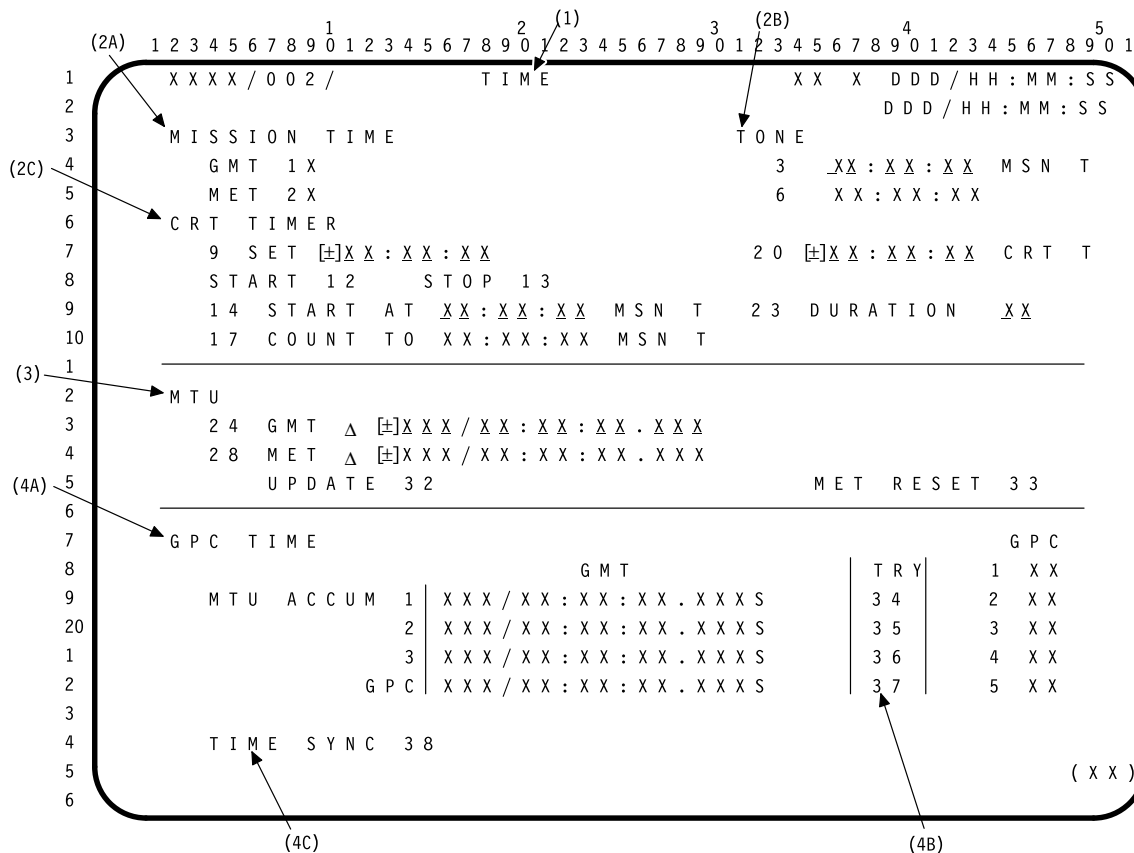 (1) (2B)
1 2 3 4 5
(2A) 1 2 3 4 5 6 7 8 9 0 1 2 3 4 5 6 7 8 9 0 1 2 3 4 5 6 7 8 9 0 1 2 3 4 5 6 7 8 9 0 1 2 3 4 5 6 7 8 9 0 1
1 XXXX/002/ TIME XX X DDD/HH:MM:SS
2 DDD/HH:MM:SS
3 MISSION TIME TONE
4 GMT 1X 3 XX:XX:XX MSN T
(2C)
5 MET 2X 6 XX:XX:XX
6 CRT TIMER
7 9 SET [±]XX:XX:XX 20 [±]XX:XX:XX CRT T
8 START 12 STOP 13
9 14 START AT XX:XX:XX MSN T 23 DURATION XX
10 17 COUNT TO XX:XX:XX MSN T
1
(3)
2 MTU
3 24 GMT Δ [±]XXX/XX:XX:XX.XXX
4 28 MET Δ [±]XXX/XX:XX:XX.XXX
(4A) 5 UPDATE 32 MET RESET 33
6
7 GPC TIME GPC
8 GMT TRY 1 XX
9 MTU ACCUM 1 XXX/XX:XX:XX.XXXS 34 2 XX
20 2 XXX/XX:XX:XX.XXXS 35 3 XX
1 3 XXX/XX:XX:XX.XXXS 36 4 XX
2 GPC XXX/XX:XX:XX.XXXS 37 5 XX
3
4 TIME SYNC 38
5 (XX)
6
(4C) (4B)